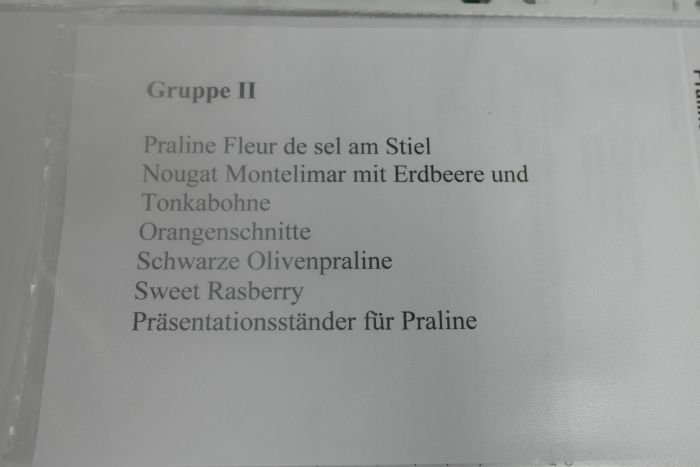 Gruppe II
Praline Fleur de sel am Stiel
Nougat Montelimar mit Erdbeere und
Tonkabohne
Orangenschnitte
Schwarze Olivenpraline
Sweet Rasberry
Präsentationsständer für Praline